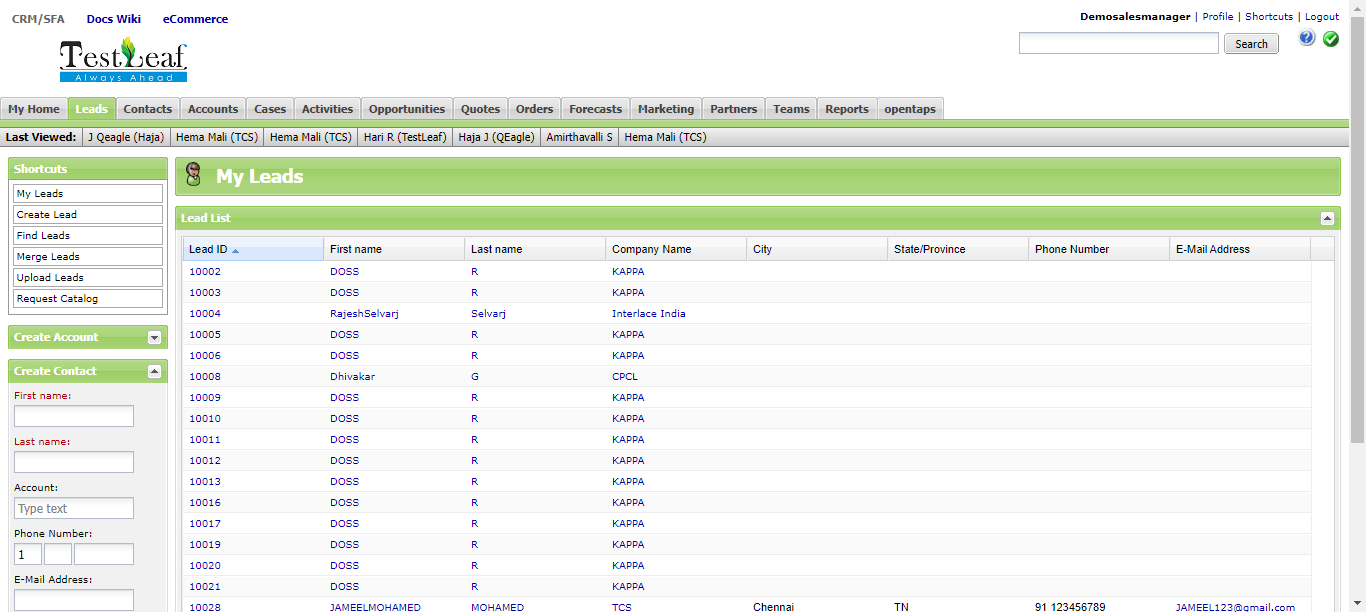 CRM/SFA Docs Wiki eCommerce
Demosalesmanager | Profile | Shortcuts | Logout
TestLeaf
Always Ahead
Search
My Home Leads Contacts Accounts Cases Activities Opportunities Quotes Orders Forecasts Marketing Partners Teams Reports opentaps
Last Viewed: J Qeagle (Haja) Hema Mali (TCS) Hema Mali (TCS) Hari R (TestLeaf) Haja J (QEagle) Amirthavalli S Hema Mali (TCS)
Shortcuts
My Leads
Create Lead
Find Leads
Merge Leads
Upload Leads
Request Catalog
Create Account
Create Contact
First name:
Last name:
Account:
Type text
Phone Number:
1
E-Mail Address:
My Leads
Lead List
Lead ID First name Last name Company Name City State/Province Phone Number E-Mail Address
10002 DOSS R KAPPA
10003 DOSS R KAPPA
10004 RajeshSelvarj Selvarj Interlace India
10005 DOSS R KAPPA
10006 DOSS R KAPPA
10008 Dhivakar G CPCL
10009 DOSS R KAPPA
10010 DOSS R KAPPA
10011 DOSS R KAPPA
10012 DOSS R KAPPA
10013 DOSS R KAPPA
10016 DOSS R KAPPA
10017 DOSS R KAPPA
10019 DOSS R KAPPA
10020 DOSS R KAPPA
10021 DOSS R KAPPA
10028 JAMEELMOHAMED MOHAMED TCS Chennai TN 91 123456789 JAMEEL123@gmail.com